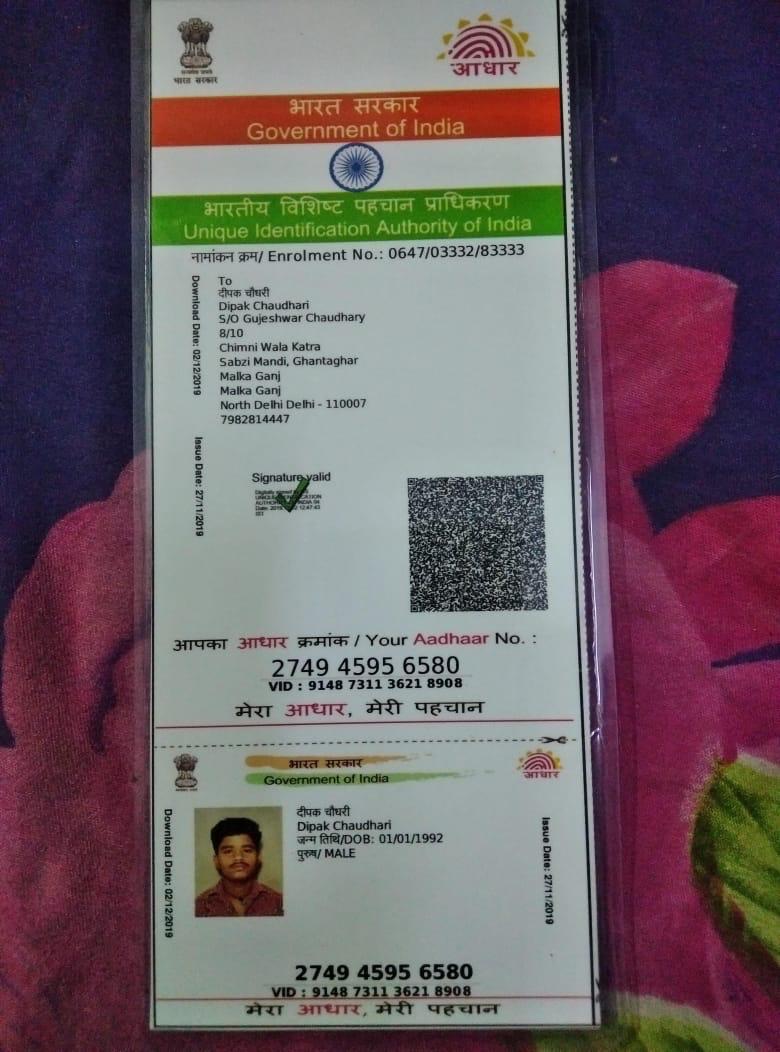 सत्यमेव जयते
भारत सरकार
आधार
भारत सरकार
Government of India
भारतीय विशिष्ट पहचान प्राधिकरण
Unique Identification Authority of India
नामांकन क्रम/ Enrolment No.: 0647/03332/83333
Download Date: 02/12/2019
To
दीपक चौधरी
Dipak Chaudhari
S/O Gujeshwar Chaudhary
8/10
Chimni Wala Katra
Sabzi Mandi, Ghantaghar
Malka Ganj
Malka Ganj
North Delhi Delhi - 110007
7982814447
Issue Date: 27/11/2019
Signature valid
आपका आधार क्रमांक / Your Aadhaar No. :
2749 4595 6580
VID : 9148 7311 3621 8908
मेरा आधार, मेरी पहचान
भारत सरकार
Government of India
आधार
Download Date: 02/12/2019
दीपक चौधरी
Dipak Chaudhari
जन्म तिथि/DOB: 01/01/1992
पुरुष/ MALE
Issue Date: 27/11/2019
2749 4595 6580
VID : 9148 7311 3621 8908
मेरा आधार, मेरी पहचान